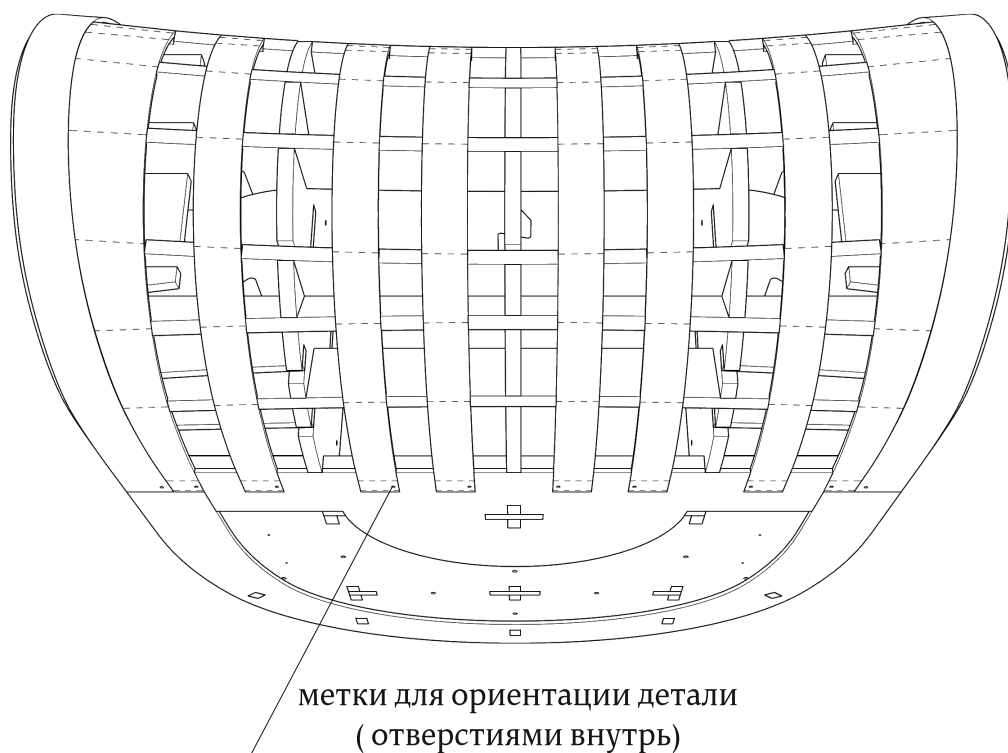 метки для ориентации детали
( отверстиями внутрь)